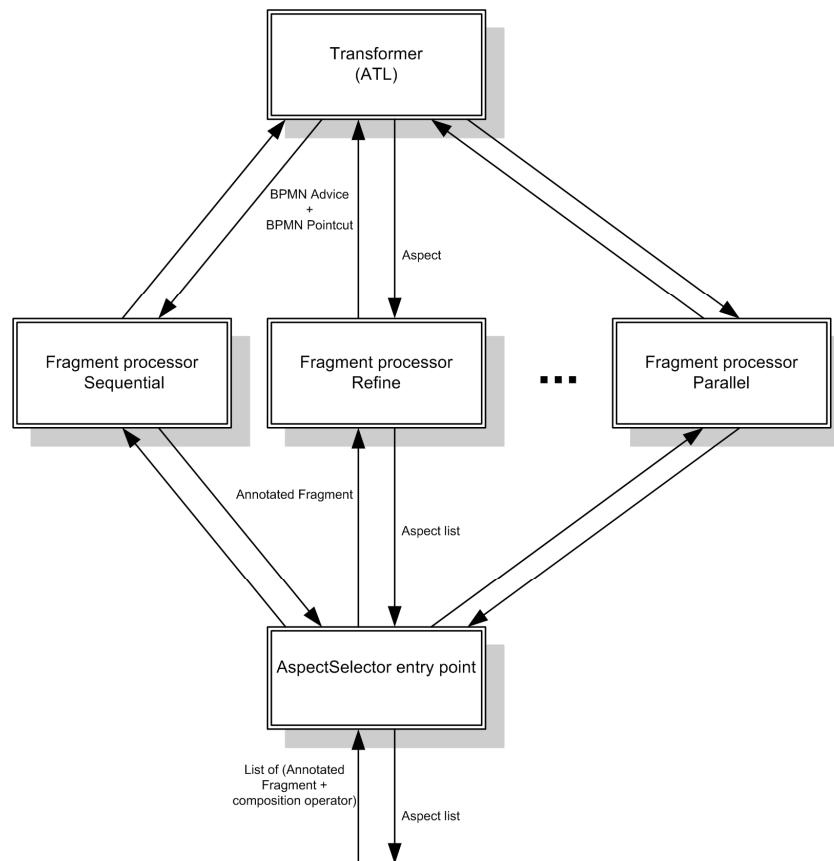 Transformer
(ATL)
BPMN Advice
+
BPMN Pointcut
Aspect
Fragment processor
Sequential
Fragment processor
Refine
...
Fragment processor
Parallel
Annotated Fragment
Aspect list
AspectSelector entry point
List of (Annotated
Fragment +
composition operator)
Aspect list